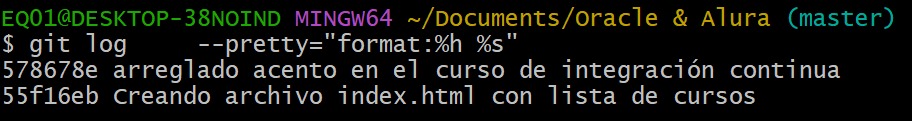 EQ01@DESKTOP-38NOIND MINGW64 ~/Documents/Oracle & Alura (master)
$ git log     --pretty="format:%h %s"
578678e arreglado acento en el curso de integración continua
55f16eb Creando archivo index.html con lista de cursos